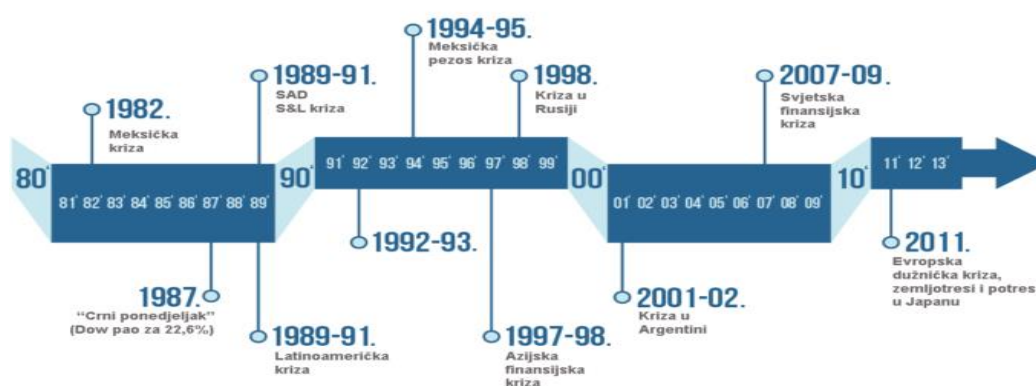 1994-95.
Meksička
pezos kriza
1989-91.
SAD
S&L kriza
1998.
Kriza u
Rusiji
2007-09.
Svjetska
finansijska
kriza
1982.
Meksička
kriza
80'
81' 82' 83' 84' 85' 86' 87' 88' 89'
90'
91' 92' 93' 94' 95' 96' 97' 98' 99'
00'
01' 02' 03' 04' 05' 06' 07' 08' 09'
10'
11' 12' 13'
1987.
“Crni ponedjeljak”
(Dow pao za 22,6%)
1989-91.
Latinoamerička
kriza
1992-93.
1997-98.
Azijska
finansijska
kriza
2001-02.
Kriza u
Argentini
2011.
Evropska
dužnička kriza,
zemljotresi i potres
u Japanu